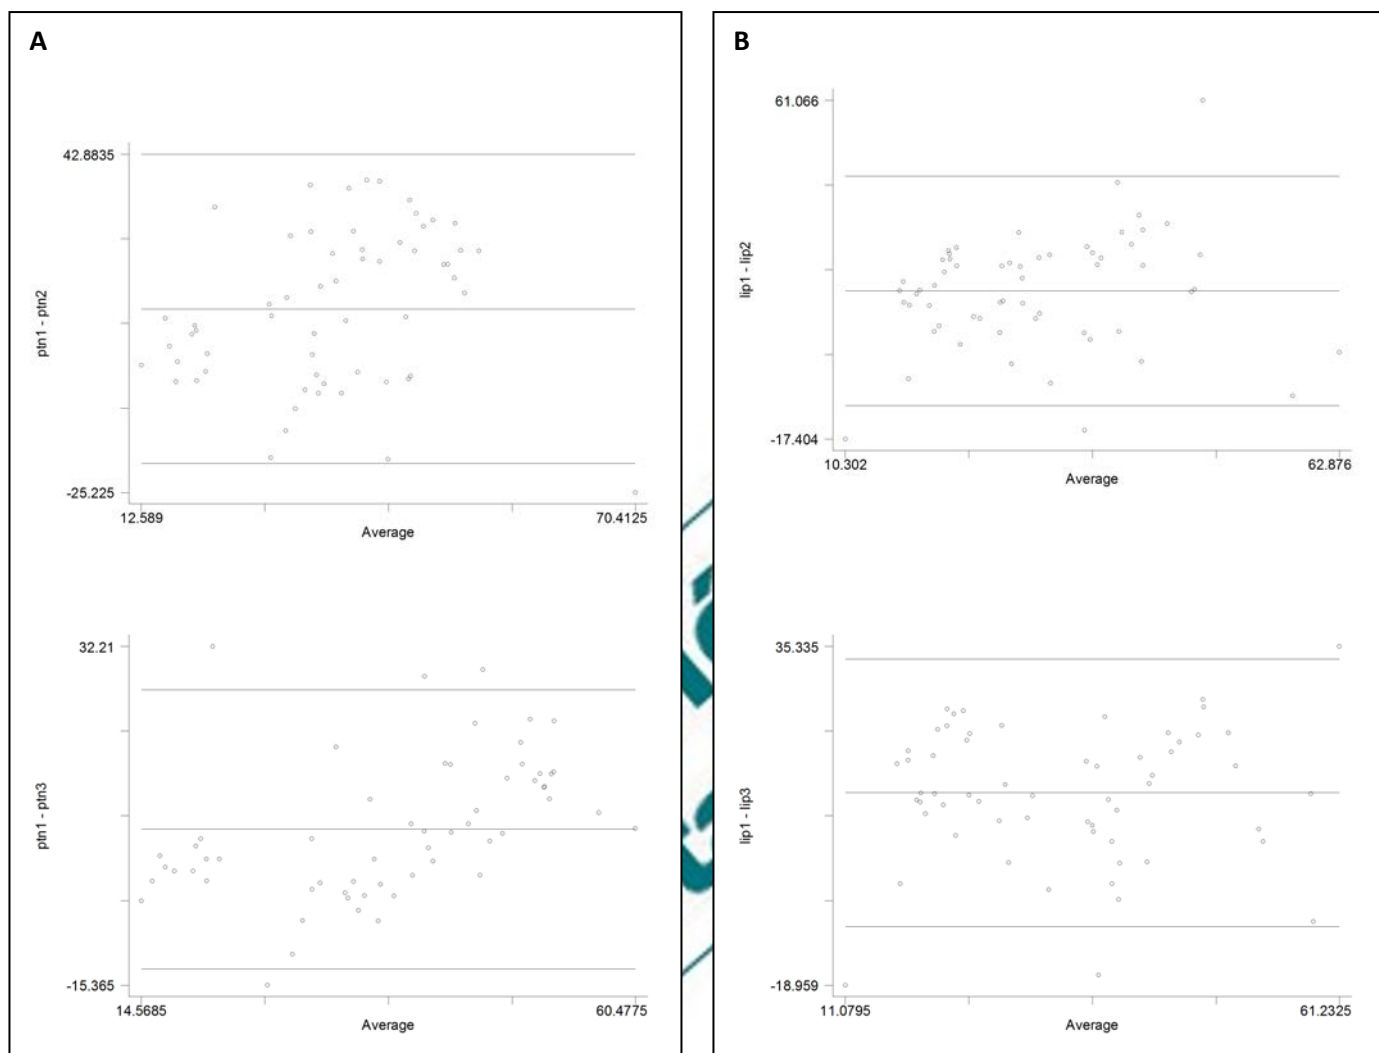 A
42.8835
ptn1 - ptn2
-25.225
12.589
70.4125
Average
32.21
ptn1 - ptn3
-15.365
14.5685
60.4775
Average
B
61.066
lip1 - lip2
-17.404
10.302
62.876
Average
35.335
lip1 - lip3
-18.959
11.0795
61.2325
Average